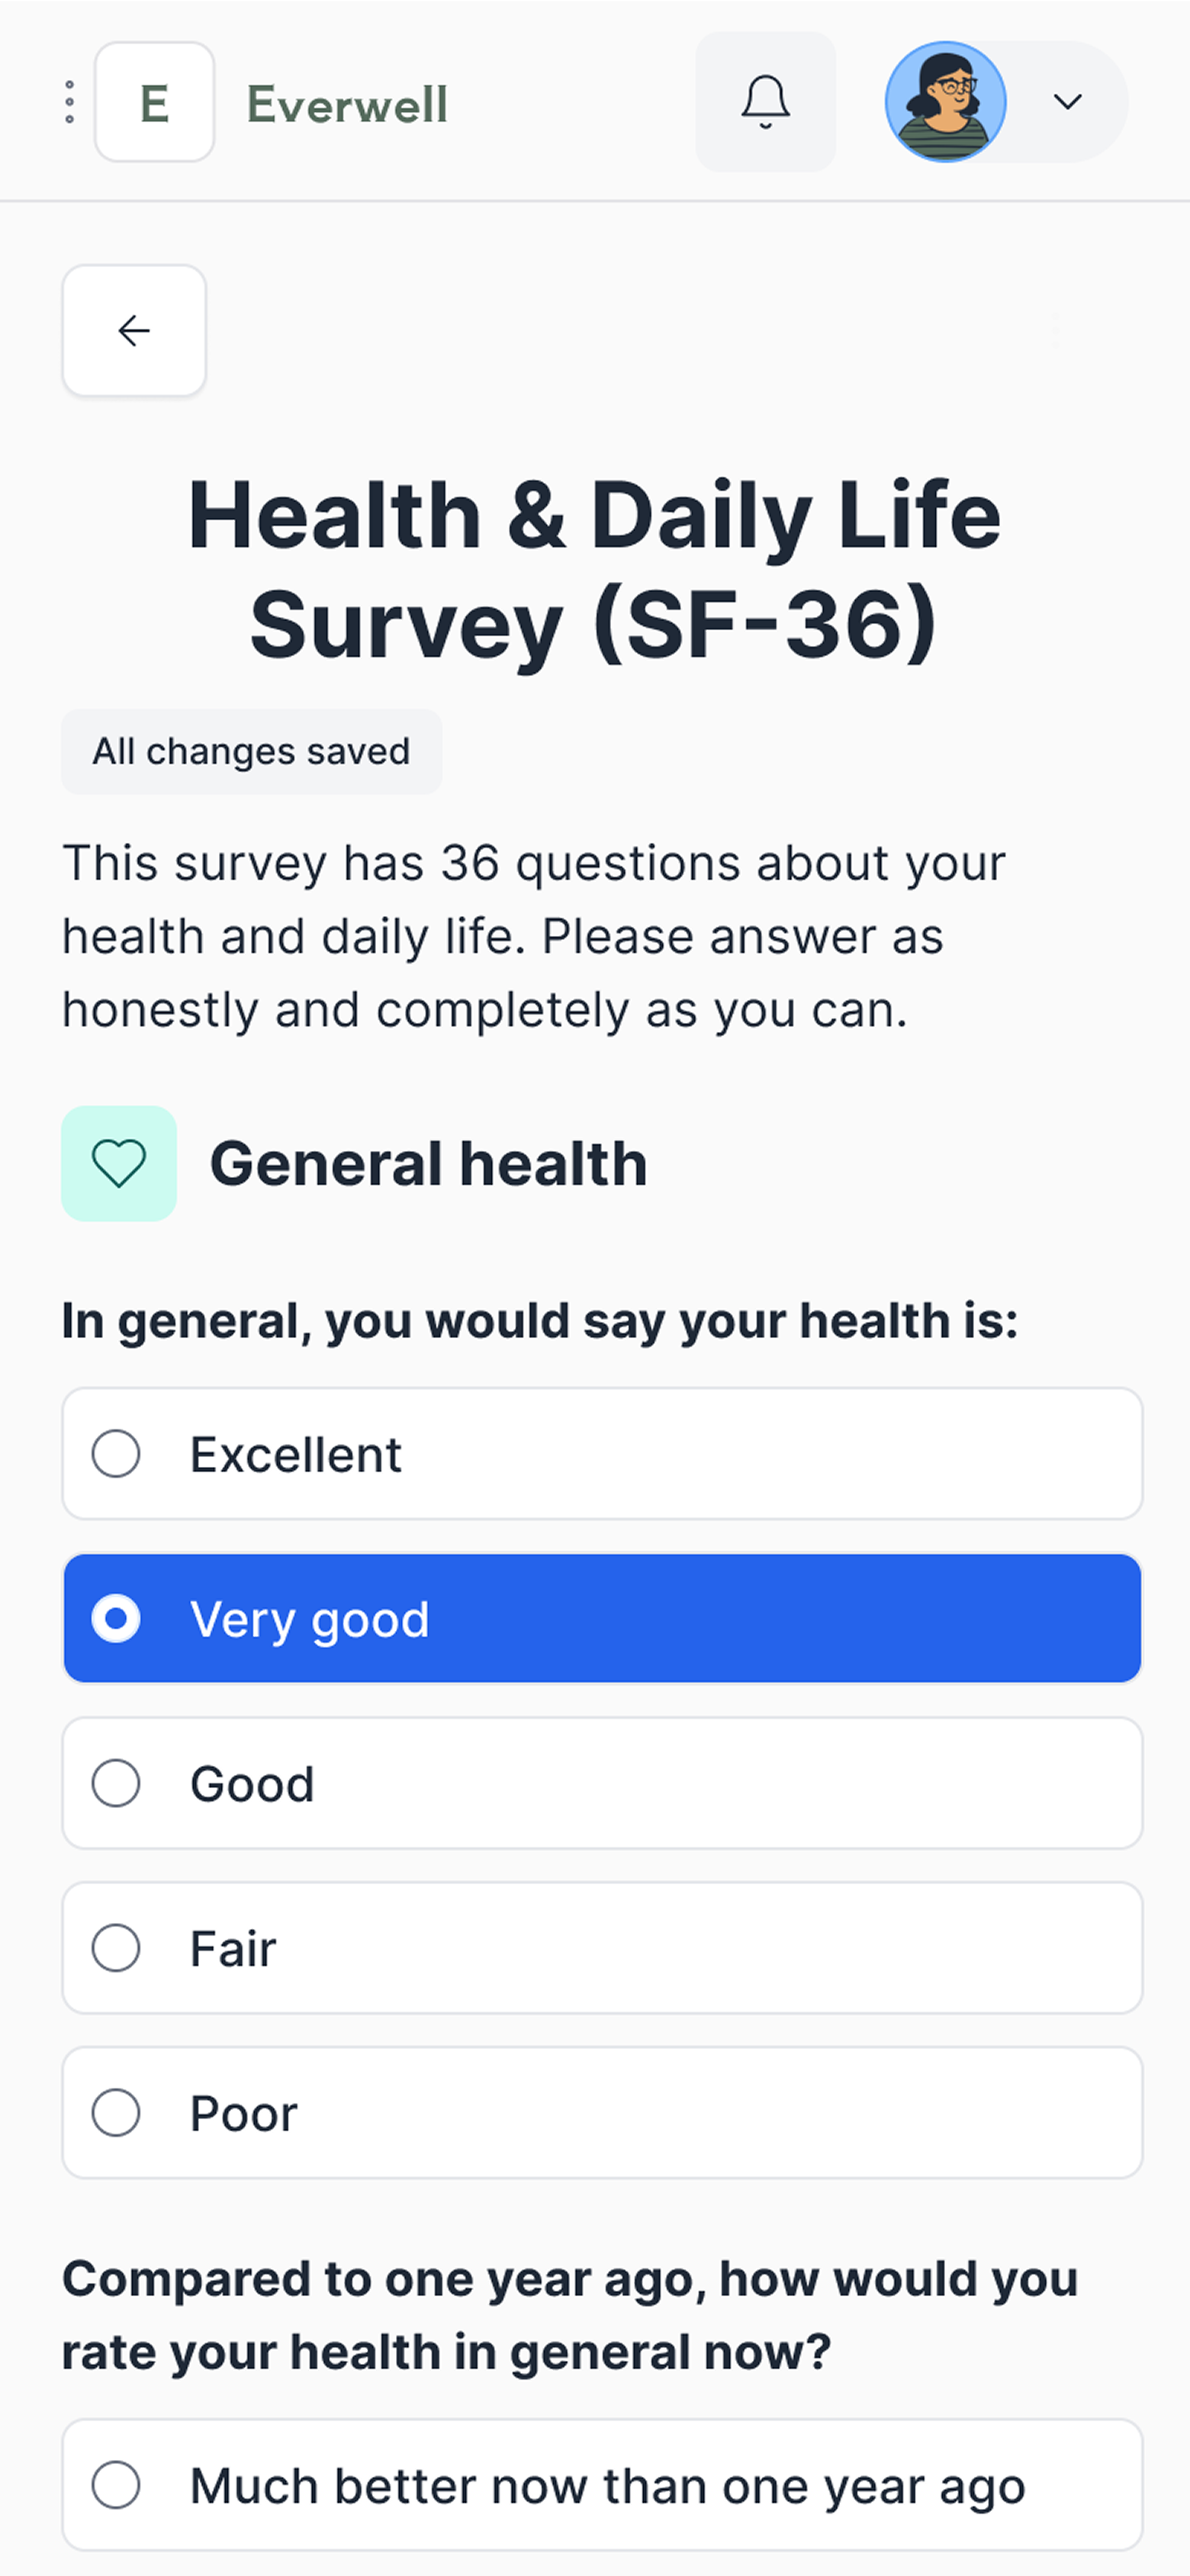 E
Everwell
Health & Daily Life
Survey (SF-36)
All changes saved
This survey has 36 questions about your
health and daily life. Please answer as
honestly and completely as you can.
General health
In general, you would say your health is:
Excellent
Very good
Good
Fair
Poor
Compared to one year ago, how would you
rate your health in general now?
Much better now than one year ago